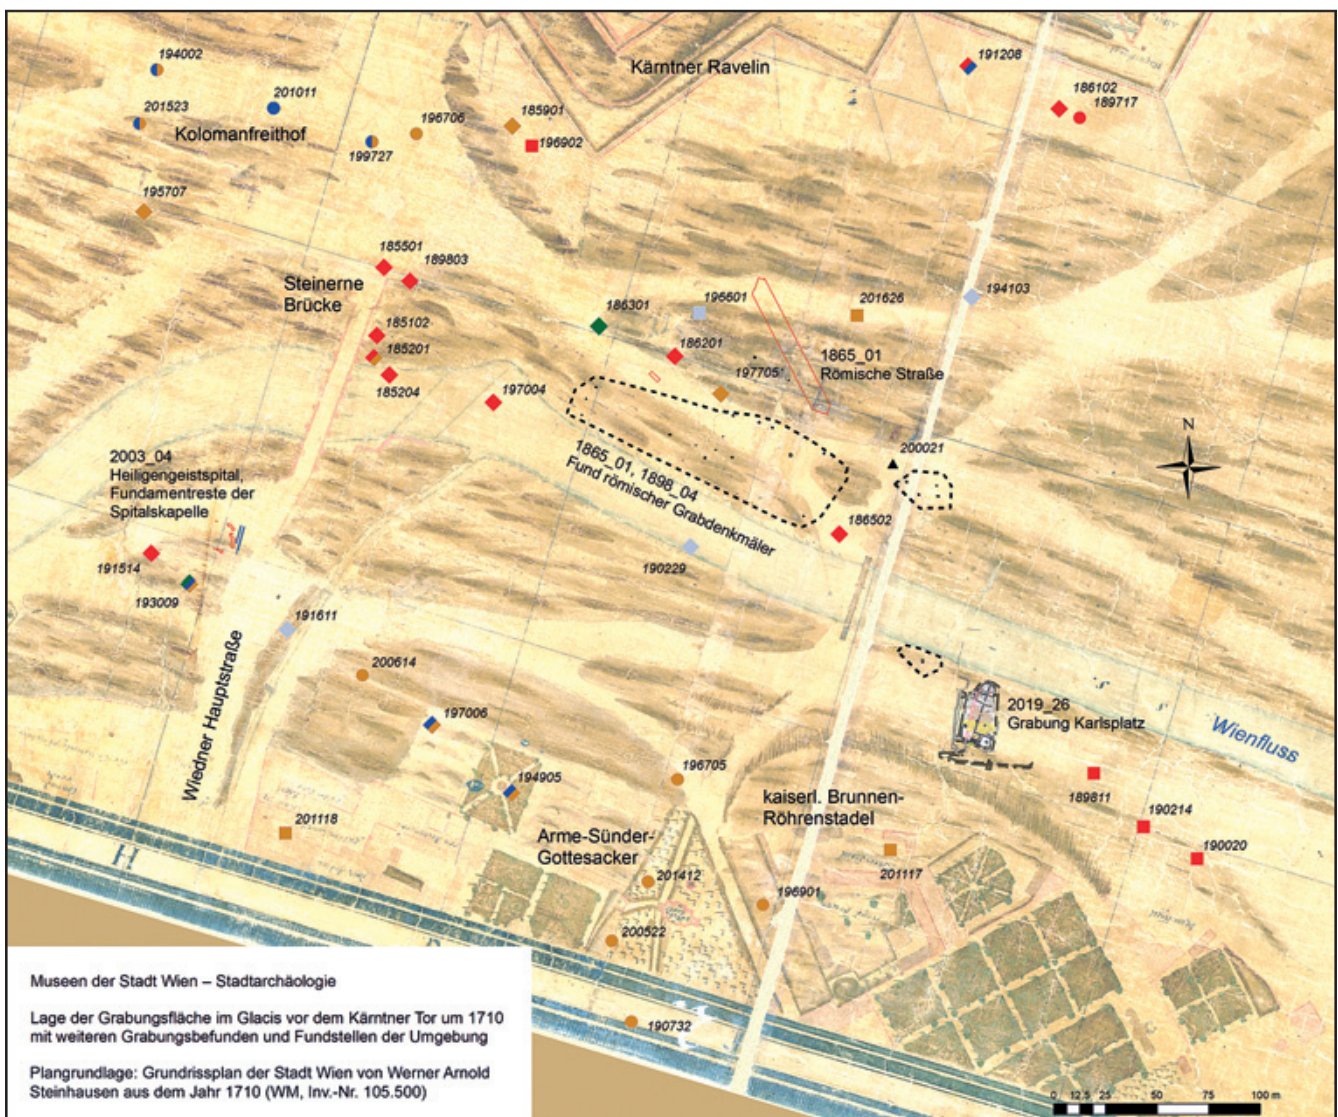 194002
Kärntner Ravelin
191208
201523
201011
Kolomanfreithof
196706
185901
186102
189717
199727
196902
195707
185501
189803
Steinerne
Brücke
186301
196601
201626
194103
185102
185201
185204
186201
197705
1865_01
Römische Straße
197004
N
200021
2003_04
Heiligengeistspital,
Fundamentreste der
Spitalskapelle
1865_01, 1898_04
Fund römischer Grabdenkmäler
186502
190229
191514
193009
191611
Wiedner Hauptstraße
200614
197006
2019_26
Grabung Karlsplatz
Wienfluss
194905
196705
189811
kaiserl. Brunnen-
Röhrenstadel
190214
190020
201118
Arme-Sünder-
Gottesacker
201117
201412
196901
200522
190732
Museen der Stadt Wien – Stadtarchäologie
Lage der Grabungsfläche im Glacis vor dem Kärntner Tor um 1710
mit weiteren Grabungsbefunden und Fundstellen der Umgebung
Plangrundlage: Grundrissplan der Stadt Wien von Werner Arnold
Steinhausen aus dem Jahr 1710 (WM, Inv.-Nr. 105.500)
0 12,5 25 50 75 100 m